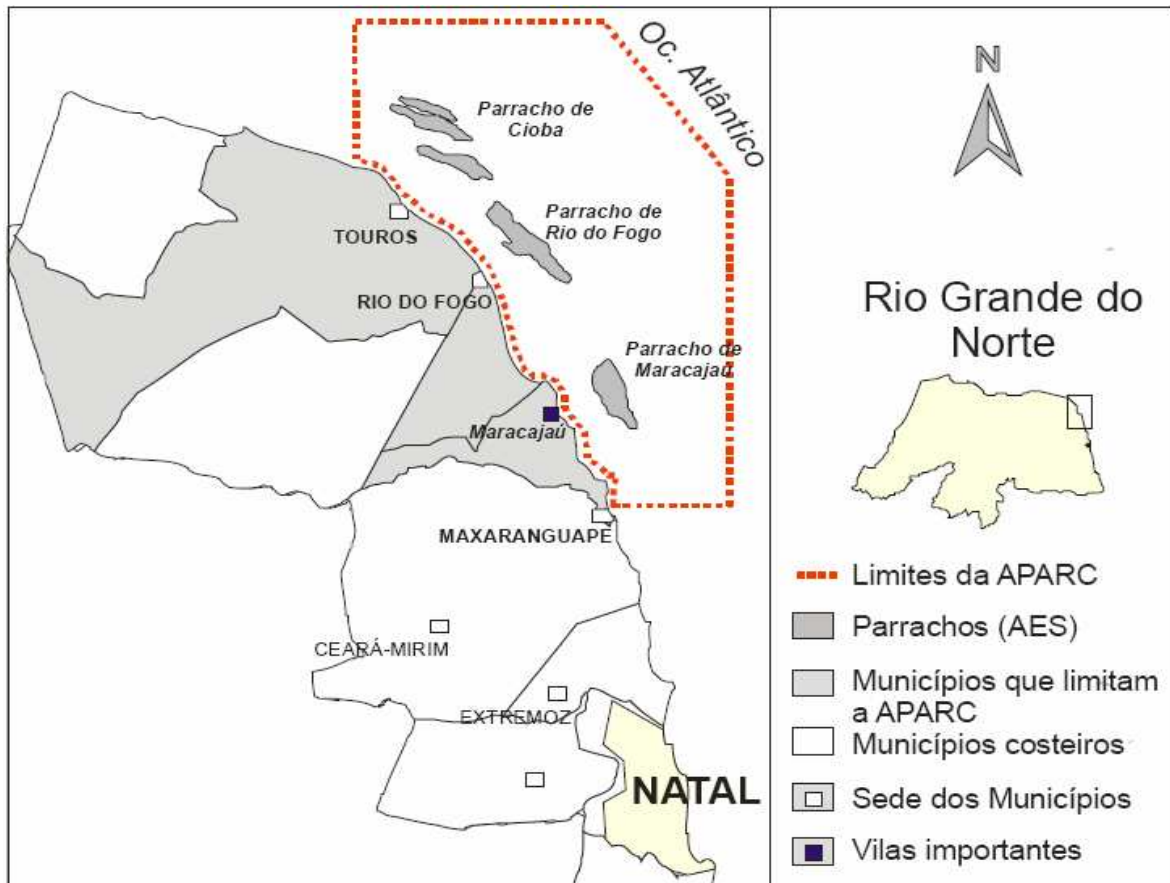 Oc. Atlântico
Parracho de
Cioba
Parracho de
Rio do Fogo
TOUROS
RIO DO FOGO
Parracho de
Maracajaú
Maracajaú
MAXARANGUAPE
CEARÁ-MIRIM
EXTREMOZ
NATAL
N
Rio Grande do
Norte
Limites da APARC
Parrachos (AES)
Municípios que limitam
a APARC
Municípios costeiros
Sede dos Municípios
Vilas importantes